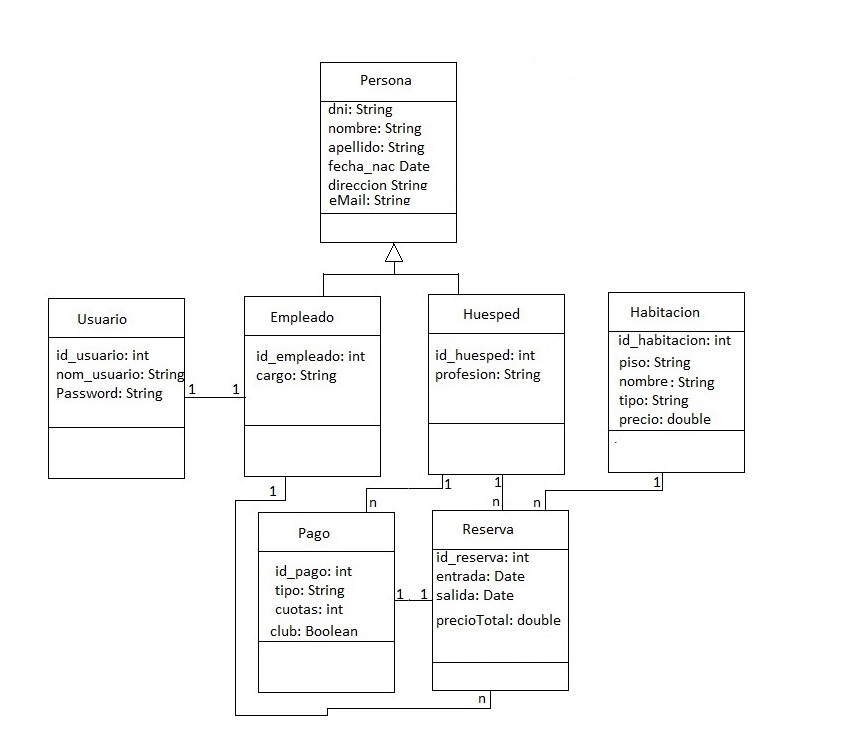 Persona
dni: String
nombre: String
apellido: String
fecha_nac Date
direccion String
eMail: String
Usuario
id_usuario: int
nom_usuario: String
Password: String
1 1
Empleado
id_empleado: int
cargo: String
Huesped
id_huesped: int
profesion: String
Habitacion
id_habitacion: int
piso: String
nombre: String
tipo: String
precio: double
1
1
n
1
n
1
n
Pago
id_pago: int
tipo: String
cuotas: int
club: Boolean
1 1
Reserva
id_reserva: int
entrada: Date
salida: Date
precioTotal: double
n